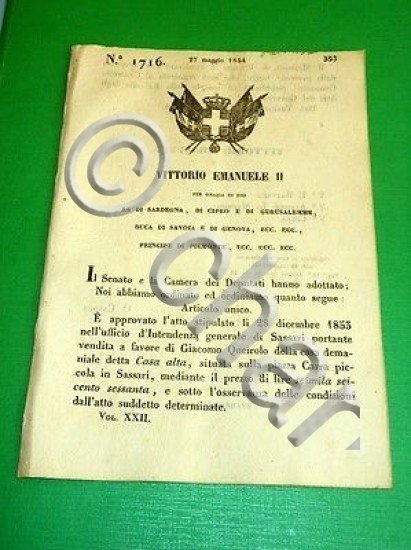 N.° 1716. 27 maggio 1854 353
VITTORIO EMANUELE II
PER GRAZIA DI DIO
RE DI SARDEGNA, DI CIPRO E DI GERUSALEMME,
DUCA DI SAVOIA E DI GENOVA, ECC. ECC.
PRINCIPE DI PIEMONTE, ECC. ECC. ECC.
Il Senato e la Camera dei Deputati hanno adottato;
Noi abbiamo ordinato ed ordiniamo quanto segue:
Articolo unico.
È approvato l'atto stipulato li 28 dicembre 1853
nell'ufficio d'Intendenza generale di Sassari portante
vendita a favore di Giacomo Queirolo della casa dema-
niale detta Casa alta, situata sulla piazza Carra pic-
cola in Sassari, mediante il prezzo di lire seimila sei-
cento sessanta, e sotto l'osservanza delle condizioni
dall'atto suddetto determinate.
VOL. XXII.
© Char